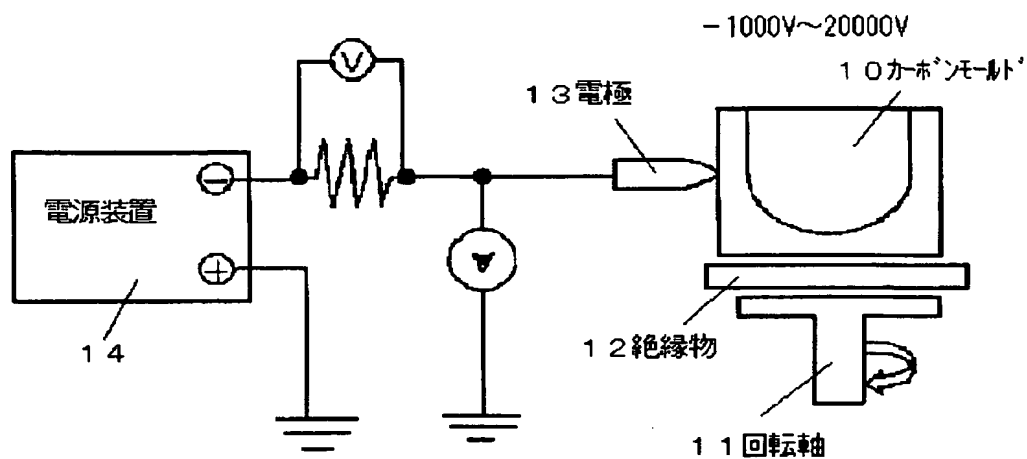 -1000V~20000V
10カーボンモールド
V
13電極
電源装置
−
+
V
12絶縁物
14
11回転軸